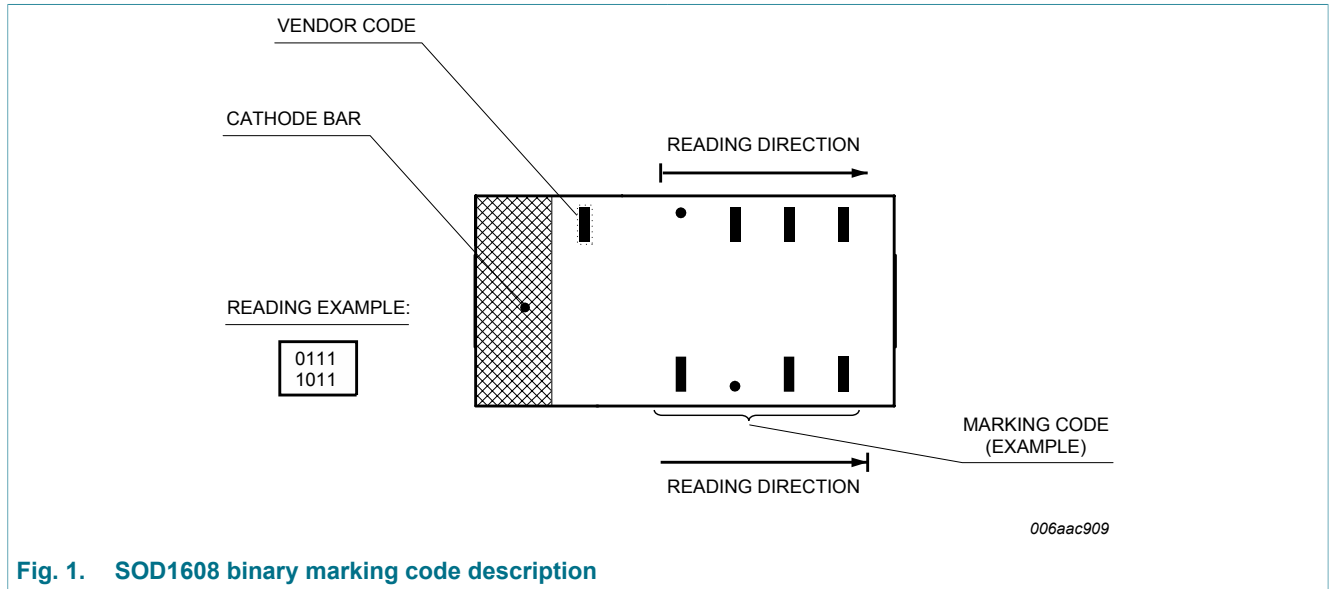 VENDOR CODE
CATHODE BAR
READING DIRECTION
READING EXAMPLE:
0111
1011
MARKING CODE
(EXAMPLE)
READING DIRECTION
006aac909
Fig. 1. SOD1608 binary marking code description